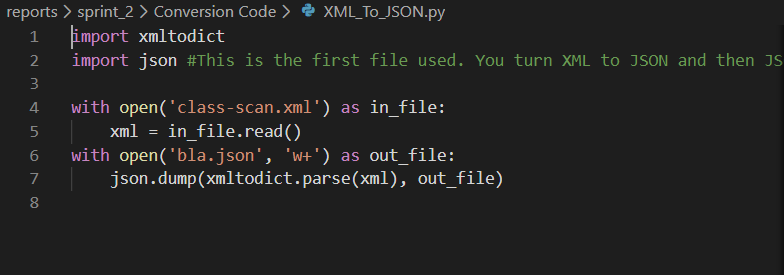 reports > sprint_2 > Conversion Code > XML_To_JSON.py
1 import xmltodict
2 import json #This is the first file used. You turn XML to JSON and then JS
3
4 with open('class-scan.xml') as in_file:
5     xml = in_file.read()
6 with open('bla.json', 'w+') as out_file:
7     json.dump(xmltodict.parse(xml), out_file)
8